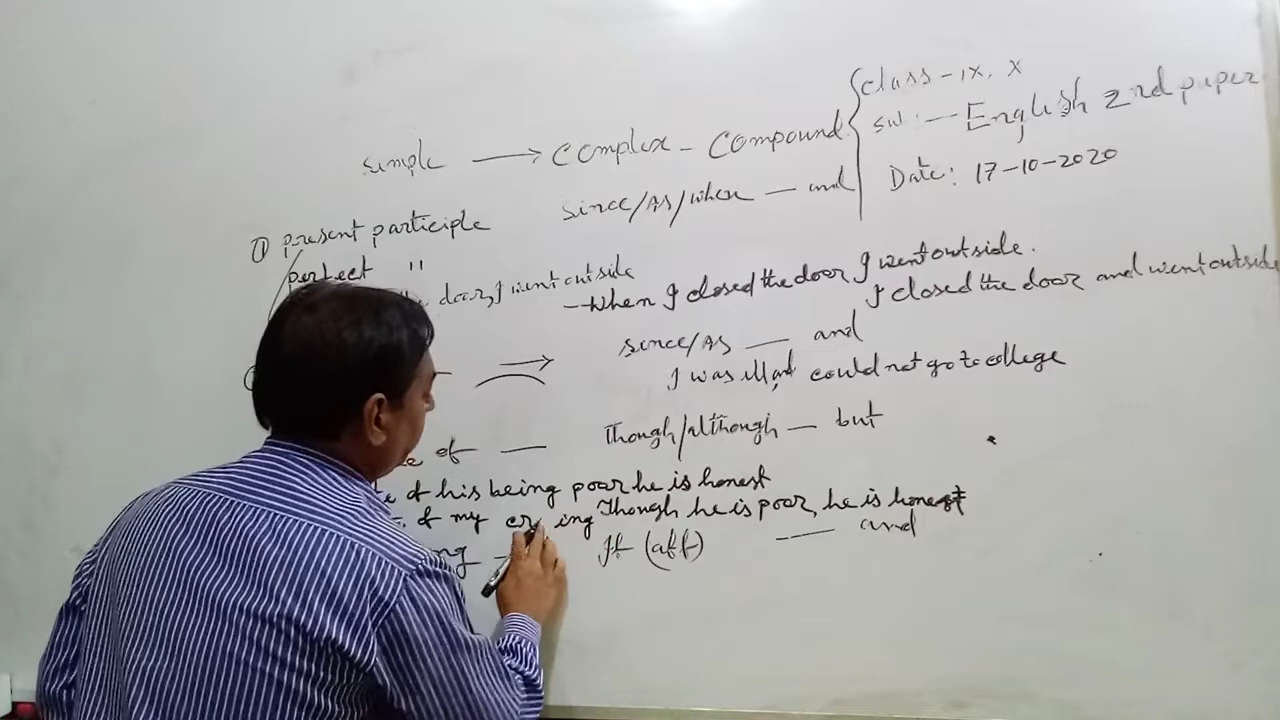 class - IX, X
sub: — English 2nd paper
Date: 17-10-2020
simple → complex - compound
since/As/when — and
① present participle
perfect "
door, I went outside
- when I closed the door I went outside.
I closed the door and went outside
since/As — and
I was ill and could not go to college
of — Though/although — but
of his being poor he is honest
Though he is poor, he is honest
of my crying
If (aff) — and